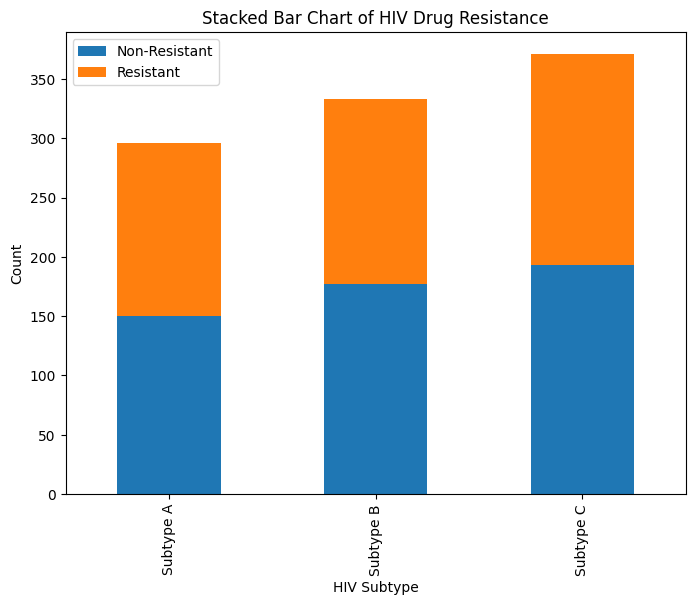 Stacked Bar Chart of HIV Drug Resistance
Non-Resistant
Resistant
350
300
250
200
150
100
50
0
Count
Subtype A
Subtype B
Subtype C
HIV Subtype